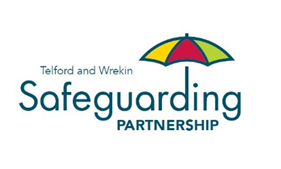 Telford and Wrekin
Safeguarding
PARTNERSHIP